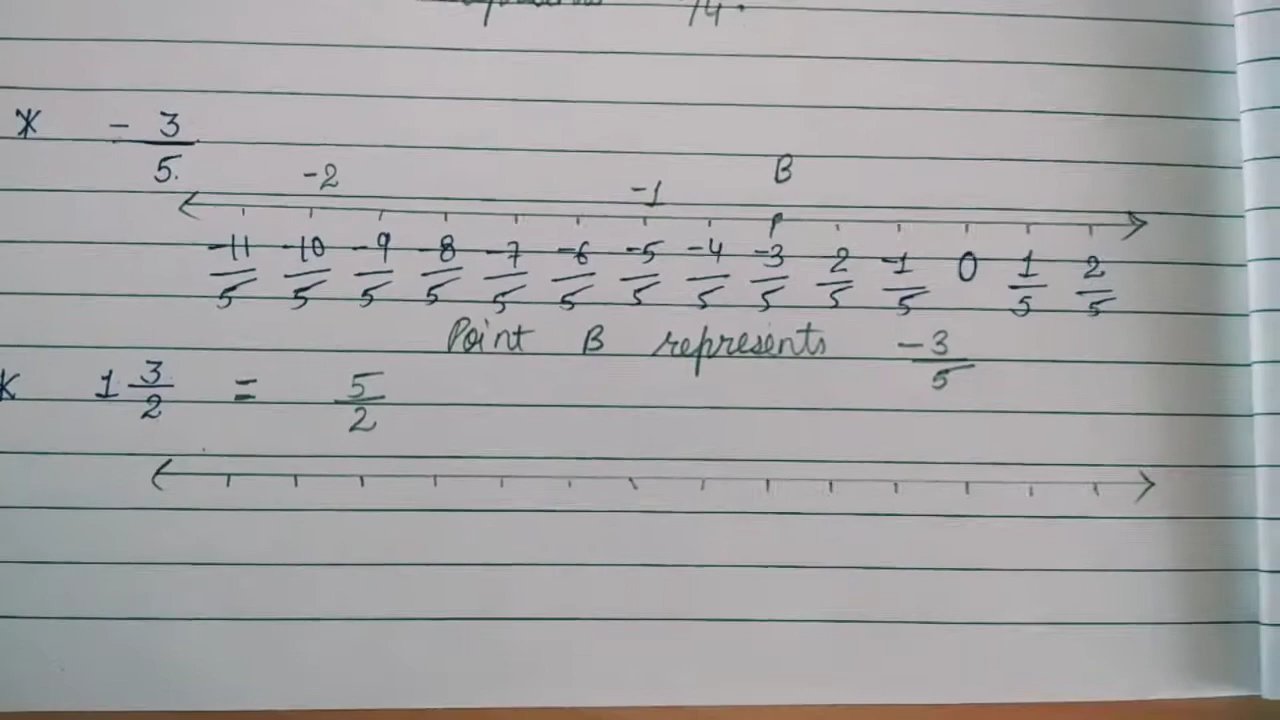 /4.
* -3/5.
-2 -1 B
-11/5 -10/5 -9/5 -8/5 -7/5 -6/5 -5/5 -4/5 -3/5 2/5 -1/5 0 1/5 2/5
Point B represents -3/5
1 3/2 = 5/2